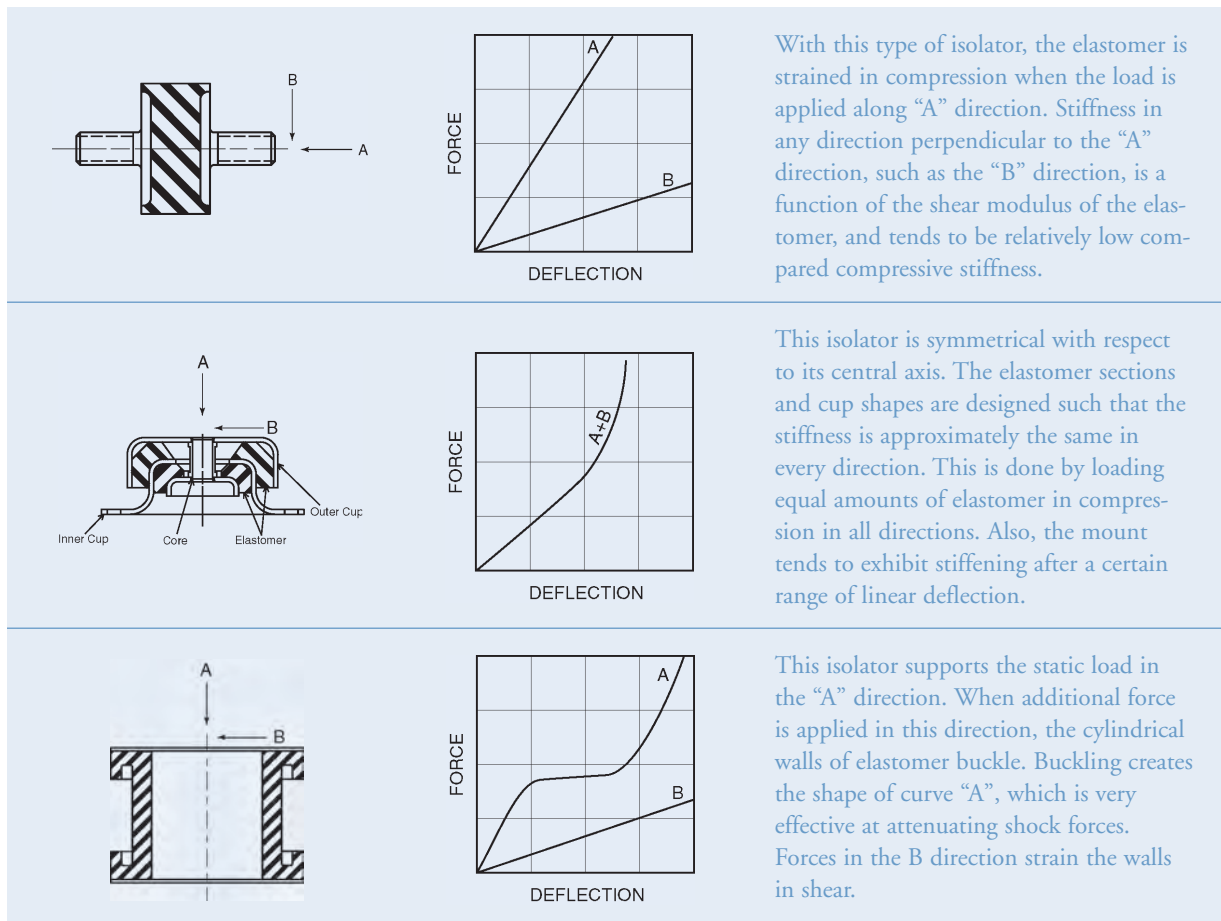 B
A
FORCE
A
B
DEFLECTION
With this type of isolator, the elastomer is
strained in compression when the load is
applied along “A” direction. Stiffness in
any direction perpendicular to the “A”
direction, such as the “B” direction, is a
function of the shear modulus of the elas-
tomer, and tends to be relatively low com-
pared compressive stiffness.
A
B
Outer Cup
Inner Cup
Core
Elastomer
FORCE
A+B
DEFLECTION
This isolator is symmetrical with respect
to its central axis. The elastomer sections
and cup shapes are designed such that the
stiffness is approximately the same in
every direction. This is done by loading
equal amounts of elastomer in compres-
sion in all directions. Also, the mount
tends to exhibit stiffening after a certain
range of linear deflection.
A
B
FORCE
A
B
DEFLECTION
This isolator supports the static load in
the “A” direction. When additional force
is applied in this direction, the cylindrical
walls of elastomer buckle. Buckling creates
the shape of curve “A”, which is very
effective at attenuating shock forces.
Forces in the B direction strain the walls
in shear.